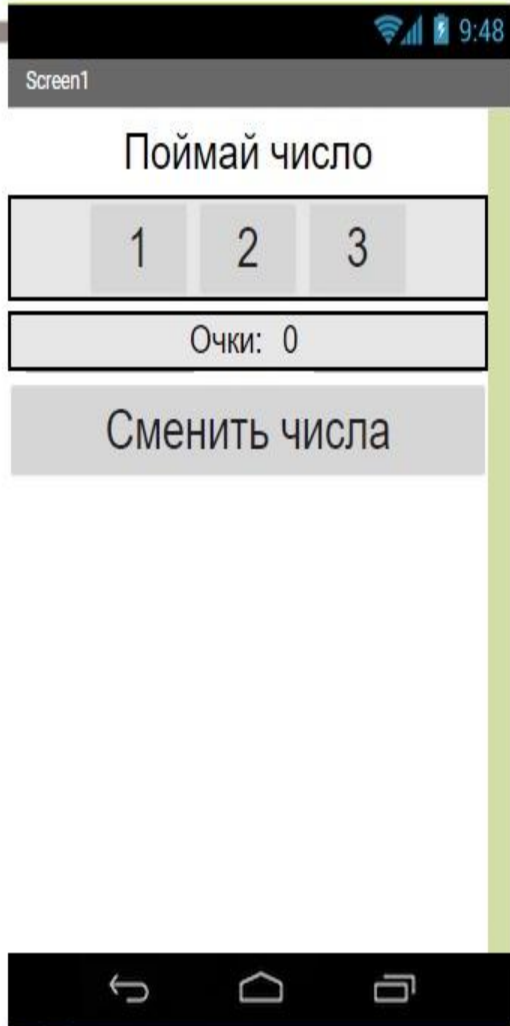 9:48
Screen1
Поймай число
1 2 3
Очки: 0
Сменить числа